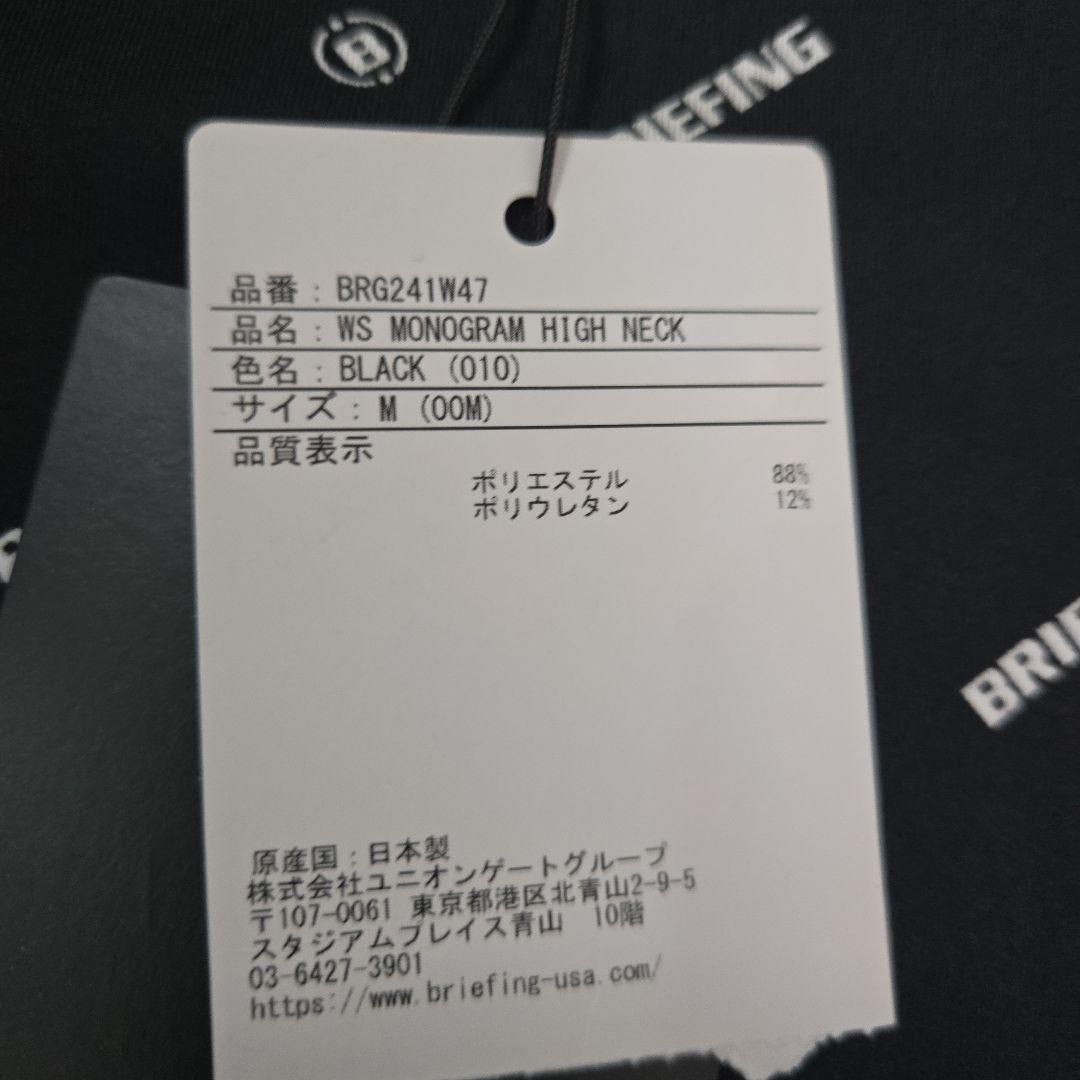 B
BRIEFING
品番：BRG241W47
品名：WS MONOGRAM HIGH NECK
色名：BLACK (010)
サイズ：M (00M)
品質表示
ポリエステル 88%
ポリウレタン 12%
BRIE
原産国：日本製
株式会社ユニオンゲートグループ
〒107-0061 東京都港区北青山2-9-5
スタジアムプレイス青山 10階
03-6427-3901
https://www.briefing-usa.com/